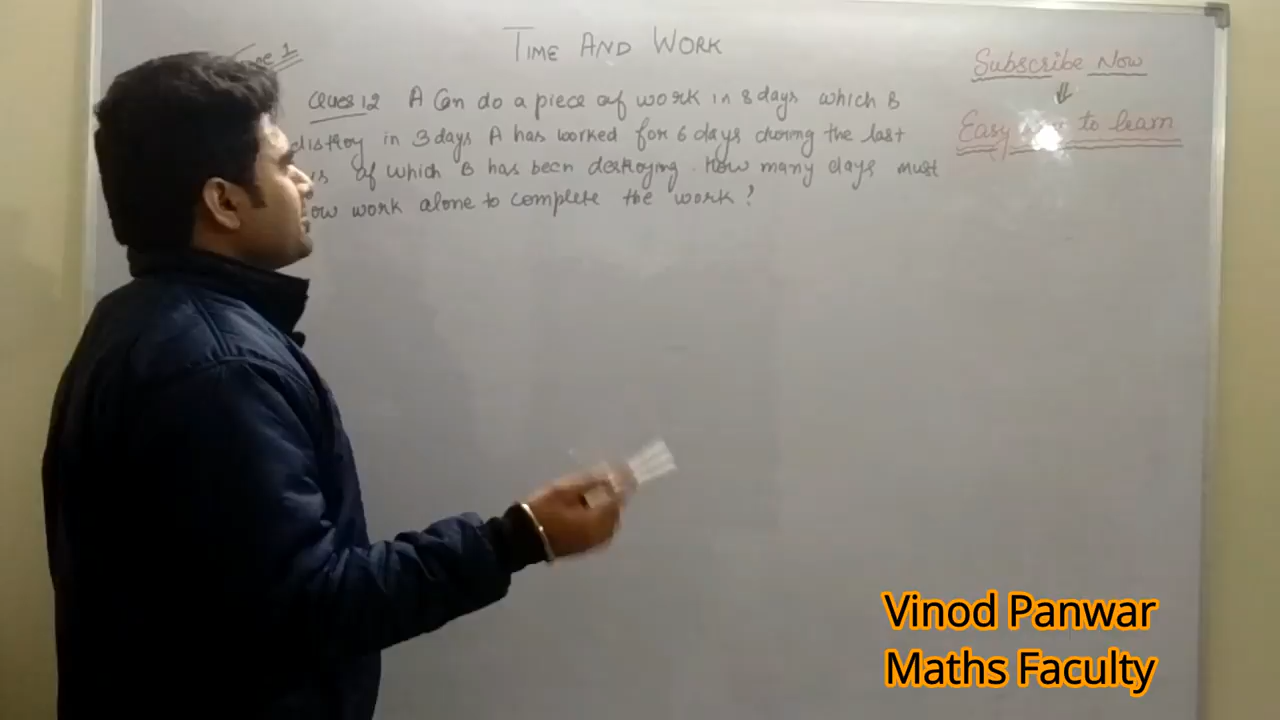 TIME AND WORK
1
Ques 12 A Can do a piece of work in 8 days which B
distroy in 3 days A has worked for 6 days during the last
of which B has been destroying. How many days must
work alone to complete the work?
Subscribe Now
Easy to learn
Vinod Panwar
Maths Faculty